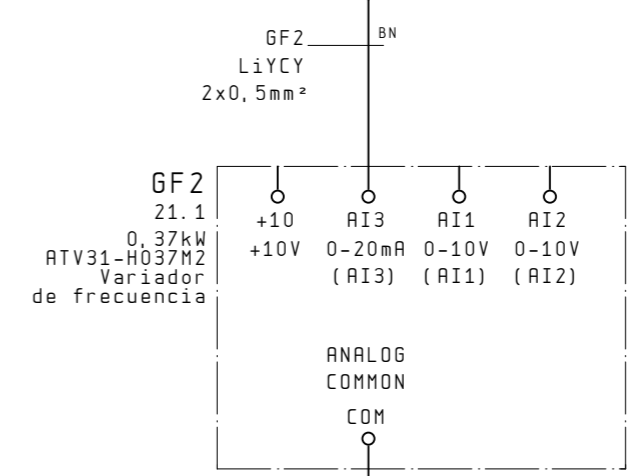 GF2 BN
LiYCY
2x0,5mm²
GF2
21.1
0,37kW
ATV31-H037M2
Variador
de frecuencia
+10 AI3 AI1 AI2
+10V 0-20mA 0-10V 0-10V
(AI3) (AI1) (AI2)
ANALOG
COMMON
COM